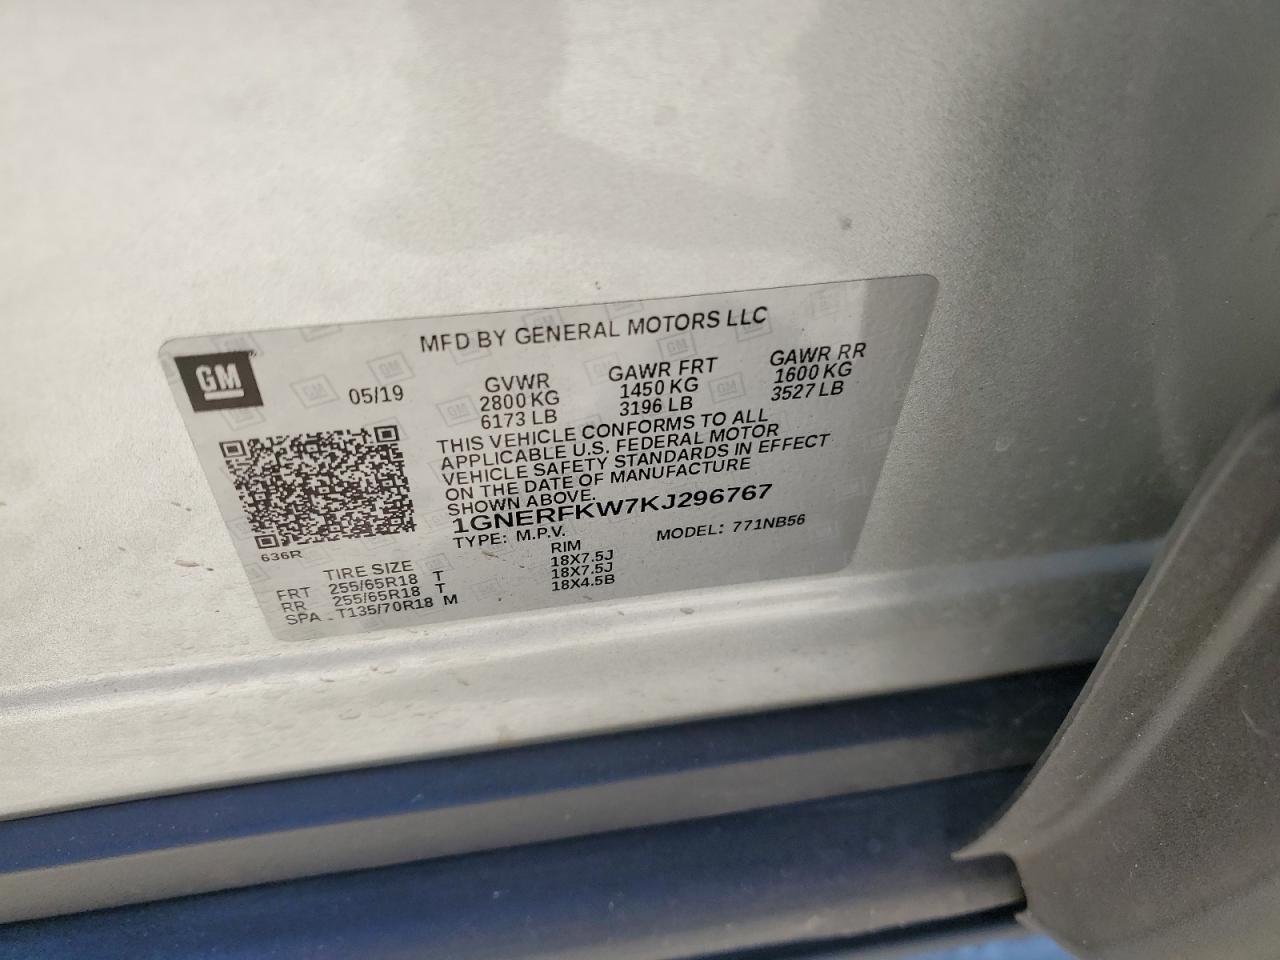 MFD BY GENERAL MOTORS LLC
GM
05/19
GVWR
2800 KG
6173 LB
GAWR FRT
1450 KG
3196 LB
GAWR RR
1600 KG
3527 LB
THIS VEHICLE CONFORMS TO ALL
APPLICABLE U.S. FEDERAL MOTOR
VEHICLE SAFETY STANDARDS IN EFFECT
ON THE DATE OF MANUFACTURE
SHOWN ABOVE.
1GNERFKW7KJ296767
TYPE: M.P.V.
MODEL: 771NB56
636R
TIRE SIZE RIM
FRT 255/65R18 T 18X7.5J
RR 255/65R18 T 18X7.5J
SPA T135/70R18 M 18X4.5B